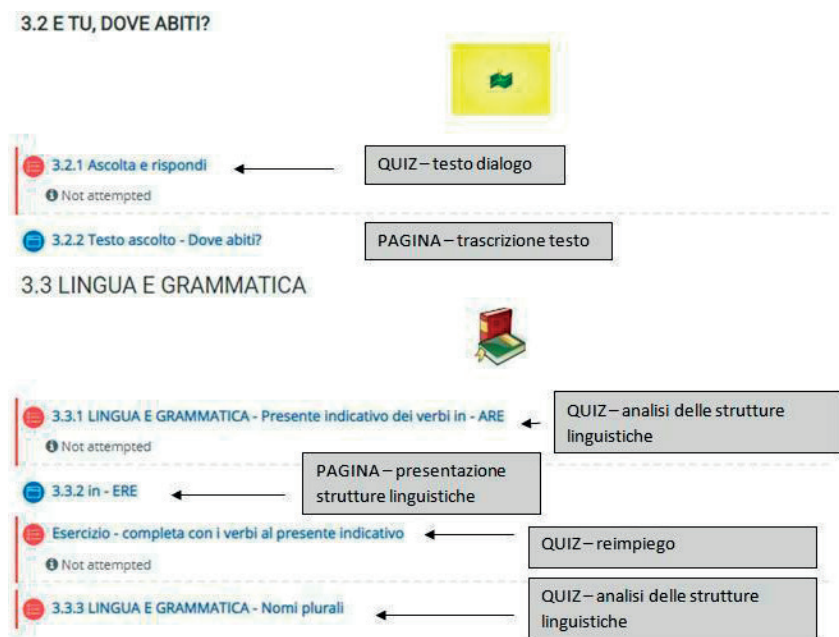 3.2 E TU, DOVE ABITI?
3.2.1 Ascolta e rispondi
QUIZ – testo dialogo
Not attempted
3.2.2 Testo ascolto - Dove abiti?
PAGINA – trascrizione testo
3.3 LINGUA E GRAMMATICA
3.3.1 LINGUA E GRAMMATICA - Presente indicativo dei verbi in - ARE
QUIZ – analisi delle strutture
linguistiche
Not attempted
3.3.2 in - ERE
PAGINA – presentazione
strutture linguistiche
Esercizio - completa con i verbi al presente indicativo
QUIZ – reimpiego
Not attempted
3.3.3 LINGUA E GRAMMATICA - Nomi plurali
QUIZ – analisi delle strutture
linguistiche